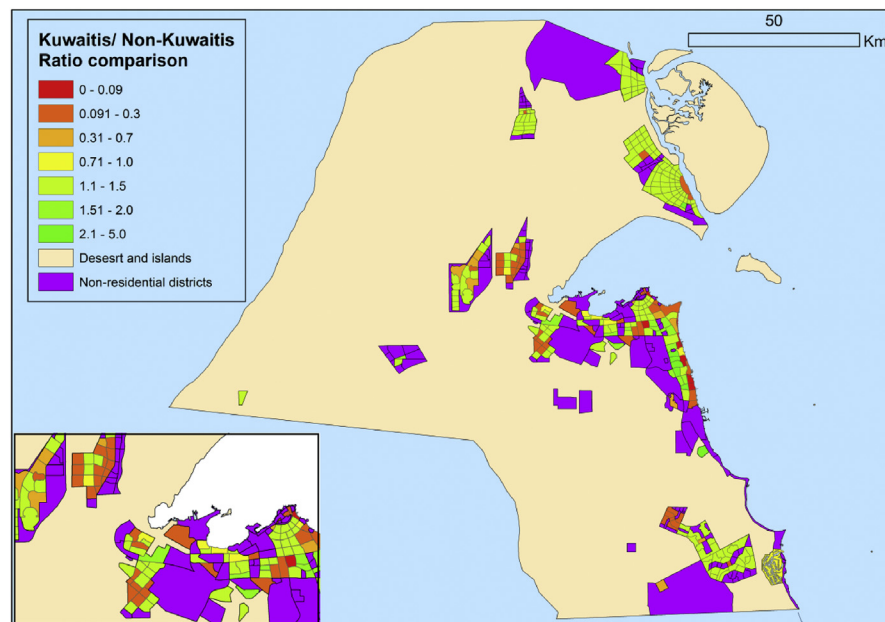 Kuwaitis/ Non-Kuwaitis
Ratio comparison
0 - 0.09
0.091 - 0.3
0.31 - 0.7
0.71 - 1.0
1.1 - 1.5
1.51 - 2.0
2.1 - 5.0
Desesrt and islands
Non-residential districts
50
Km